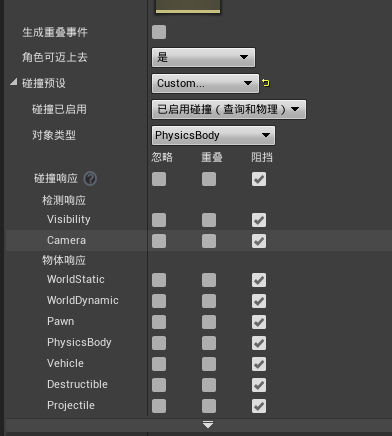 生成重叠事件
角色可迈上去 是
碰撞预设 Custom...
碰撞已启用 已启用碰撞（查询和物理）
对象类型 PhysicsBody
忽略 重叠 阻挡
碰撞响应 ?
检测响应
Visibility
Camera
物体响应
WorldStatic
WorldDynamic
Pawn
PhysicsBody
Vehicle
Destructible
Projectile